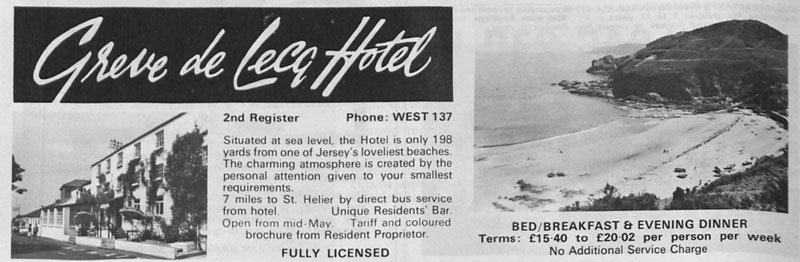 Greve de Lecq Hotel
2nd Register Phone: WEST 137
Situated at sea level, the Hotel is only 198
yards from one of Jersey's loveliest beaches.
The charming atmosphere is created by the
personal attention given to your smallest
requirements.
7 miles to St. Helier by direct bus service
from hotel. Unique Residents' Bar.
Open from mid-May. Tariff and coloured
brochure from Resident Proprietor.
FULLY LICENSED
BED/BREAKFAST & EVENING DINNER
Terms: £15·40 to £20·02 per person per week
No Additional Service Charge